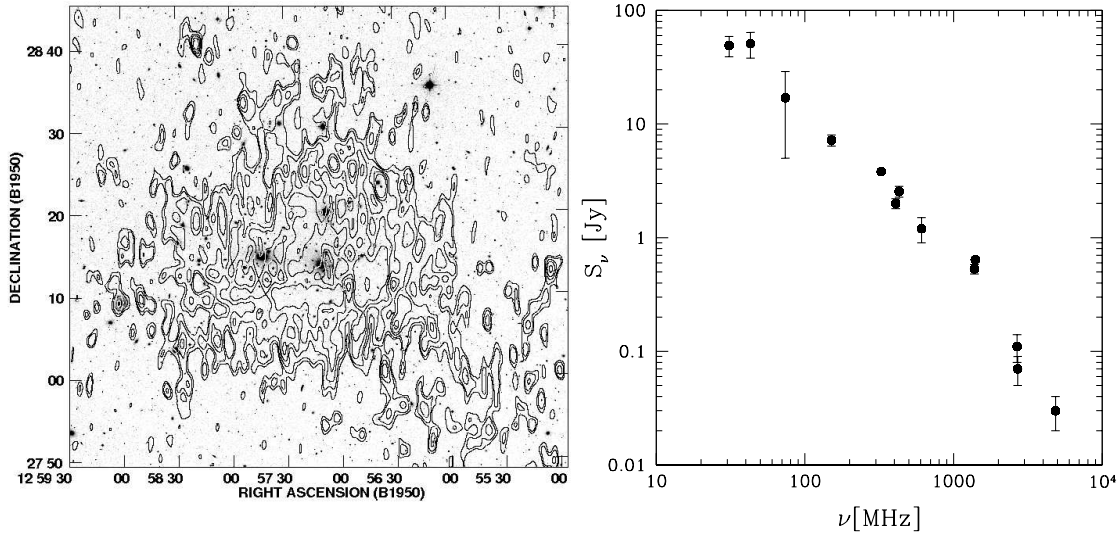 28 40
30
20
10
00
27 50
DECLINATION (B1950)
12 59 30 00 58 30 00 57 30 00 56 30 00 55 30 00
RIGHT ASCENSION (B1950)
100
10
1
0.1
0.01
S_ν [Jy]
10 100 1000 10⁴
ν[MHz]